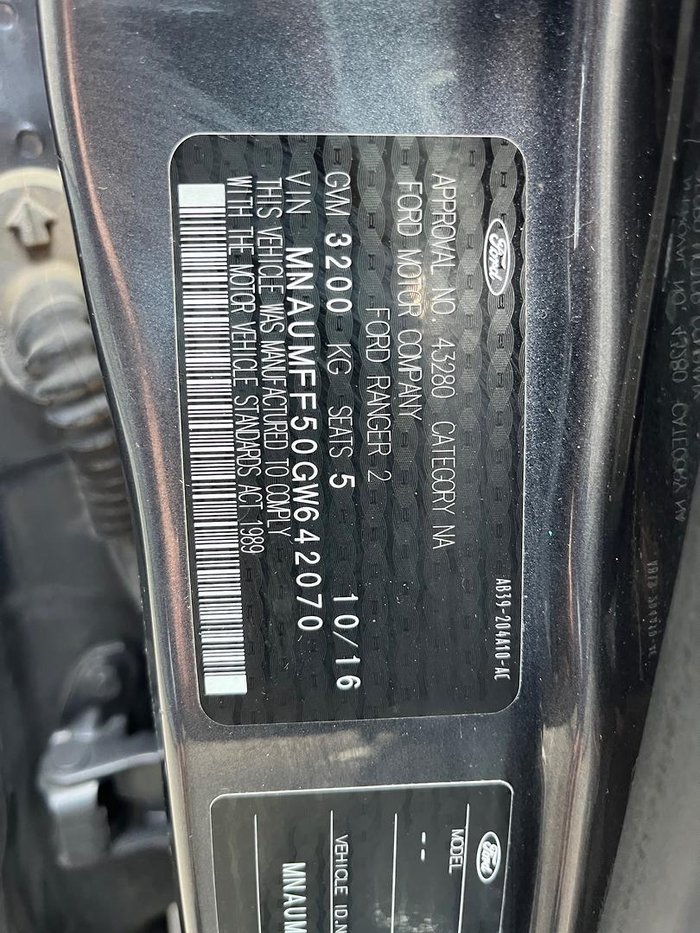 Ford
AB39-204A10-AC
APPROVAL NO. 43280 CATEGORY NA
FORD MOTOR COMPANY
FORD RANGER 2
GVM 3200 KG SEATS 5 10/16
VIN MNAUMFF50GW642070
THIS VEHICLE WAS MANUFACTURED TO COMPLY
WITH THE MOTOR VEHICLE STANDARDS ACT 1989
Ford
MODEL
--
VEHICLE ID.N
MNAUM